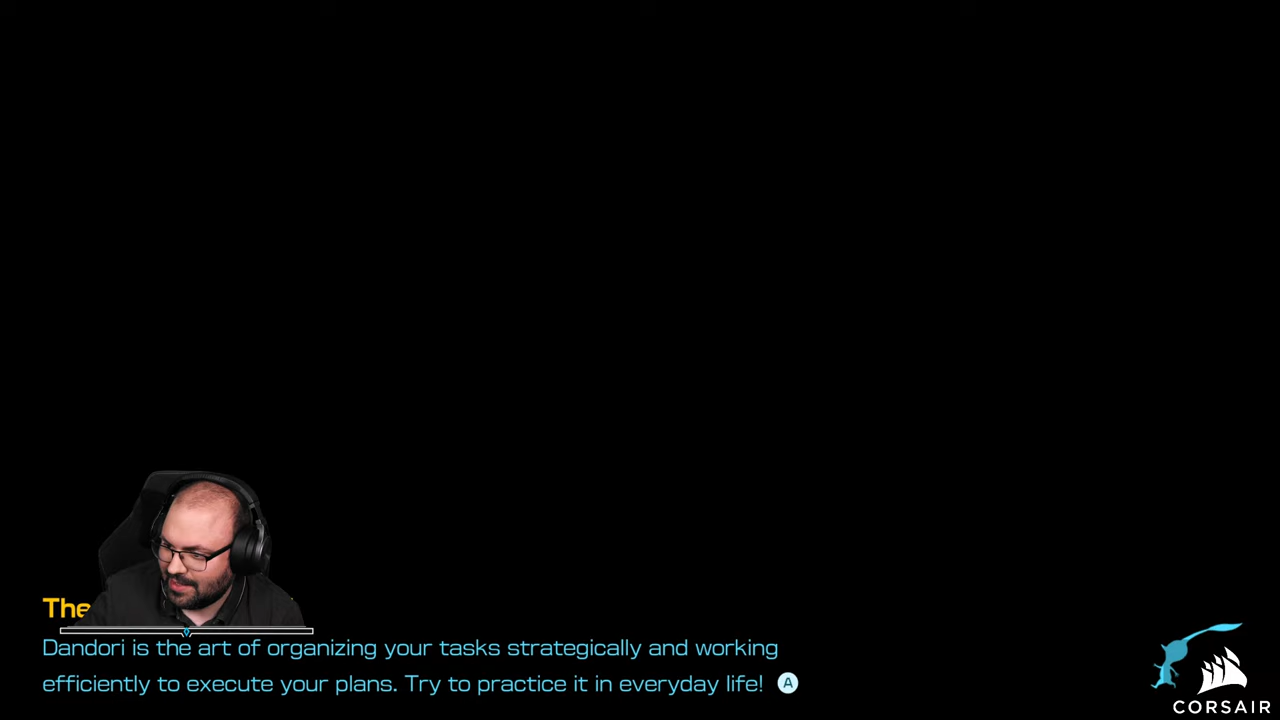 The
Dandori is the art of organizing your tasks strategically and working
efficiently to execute your plans. Try to practice it in everyday life! A
CORSAIR